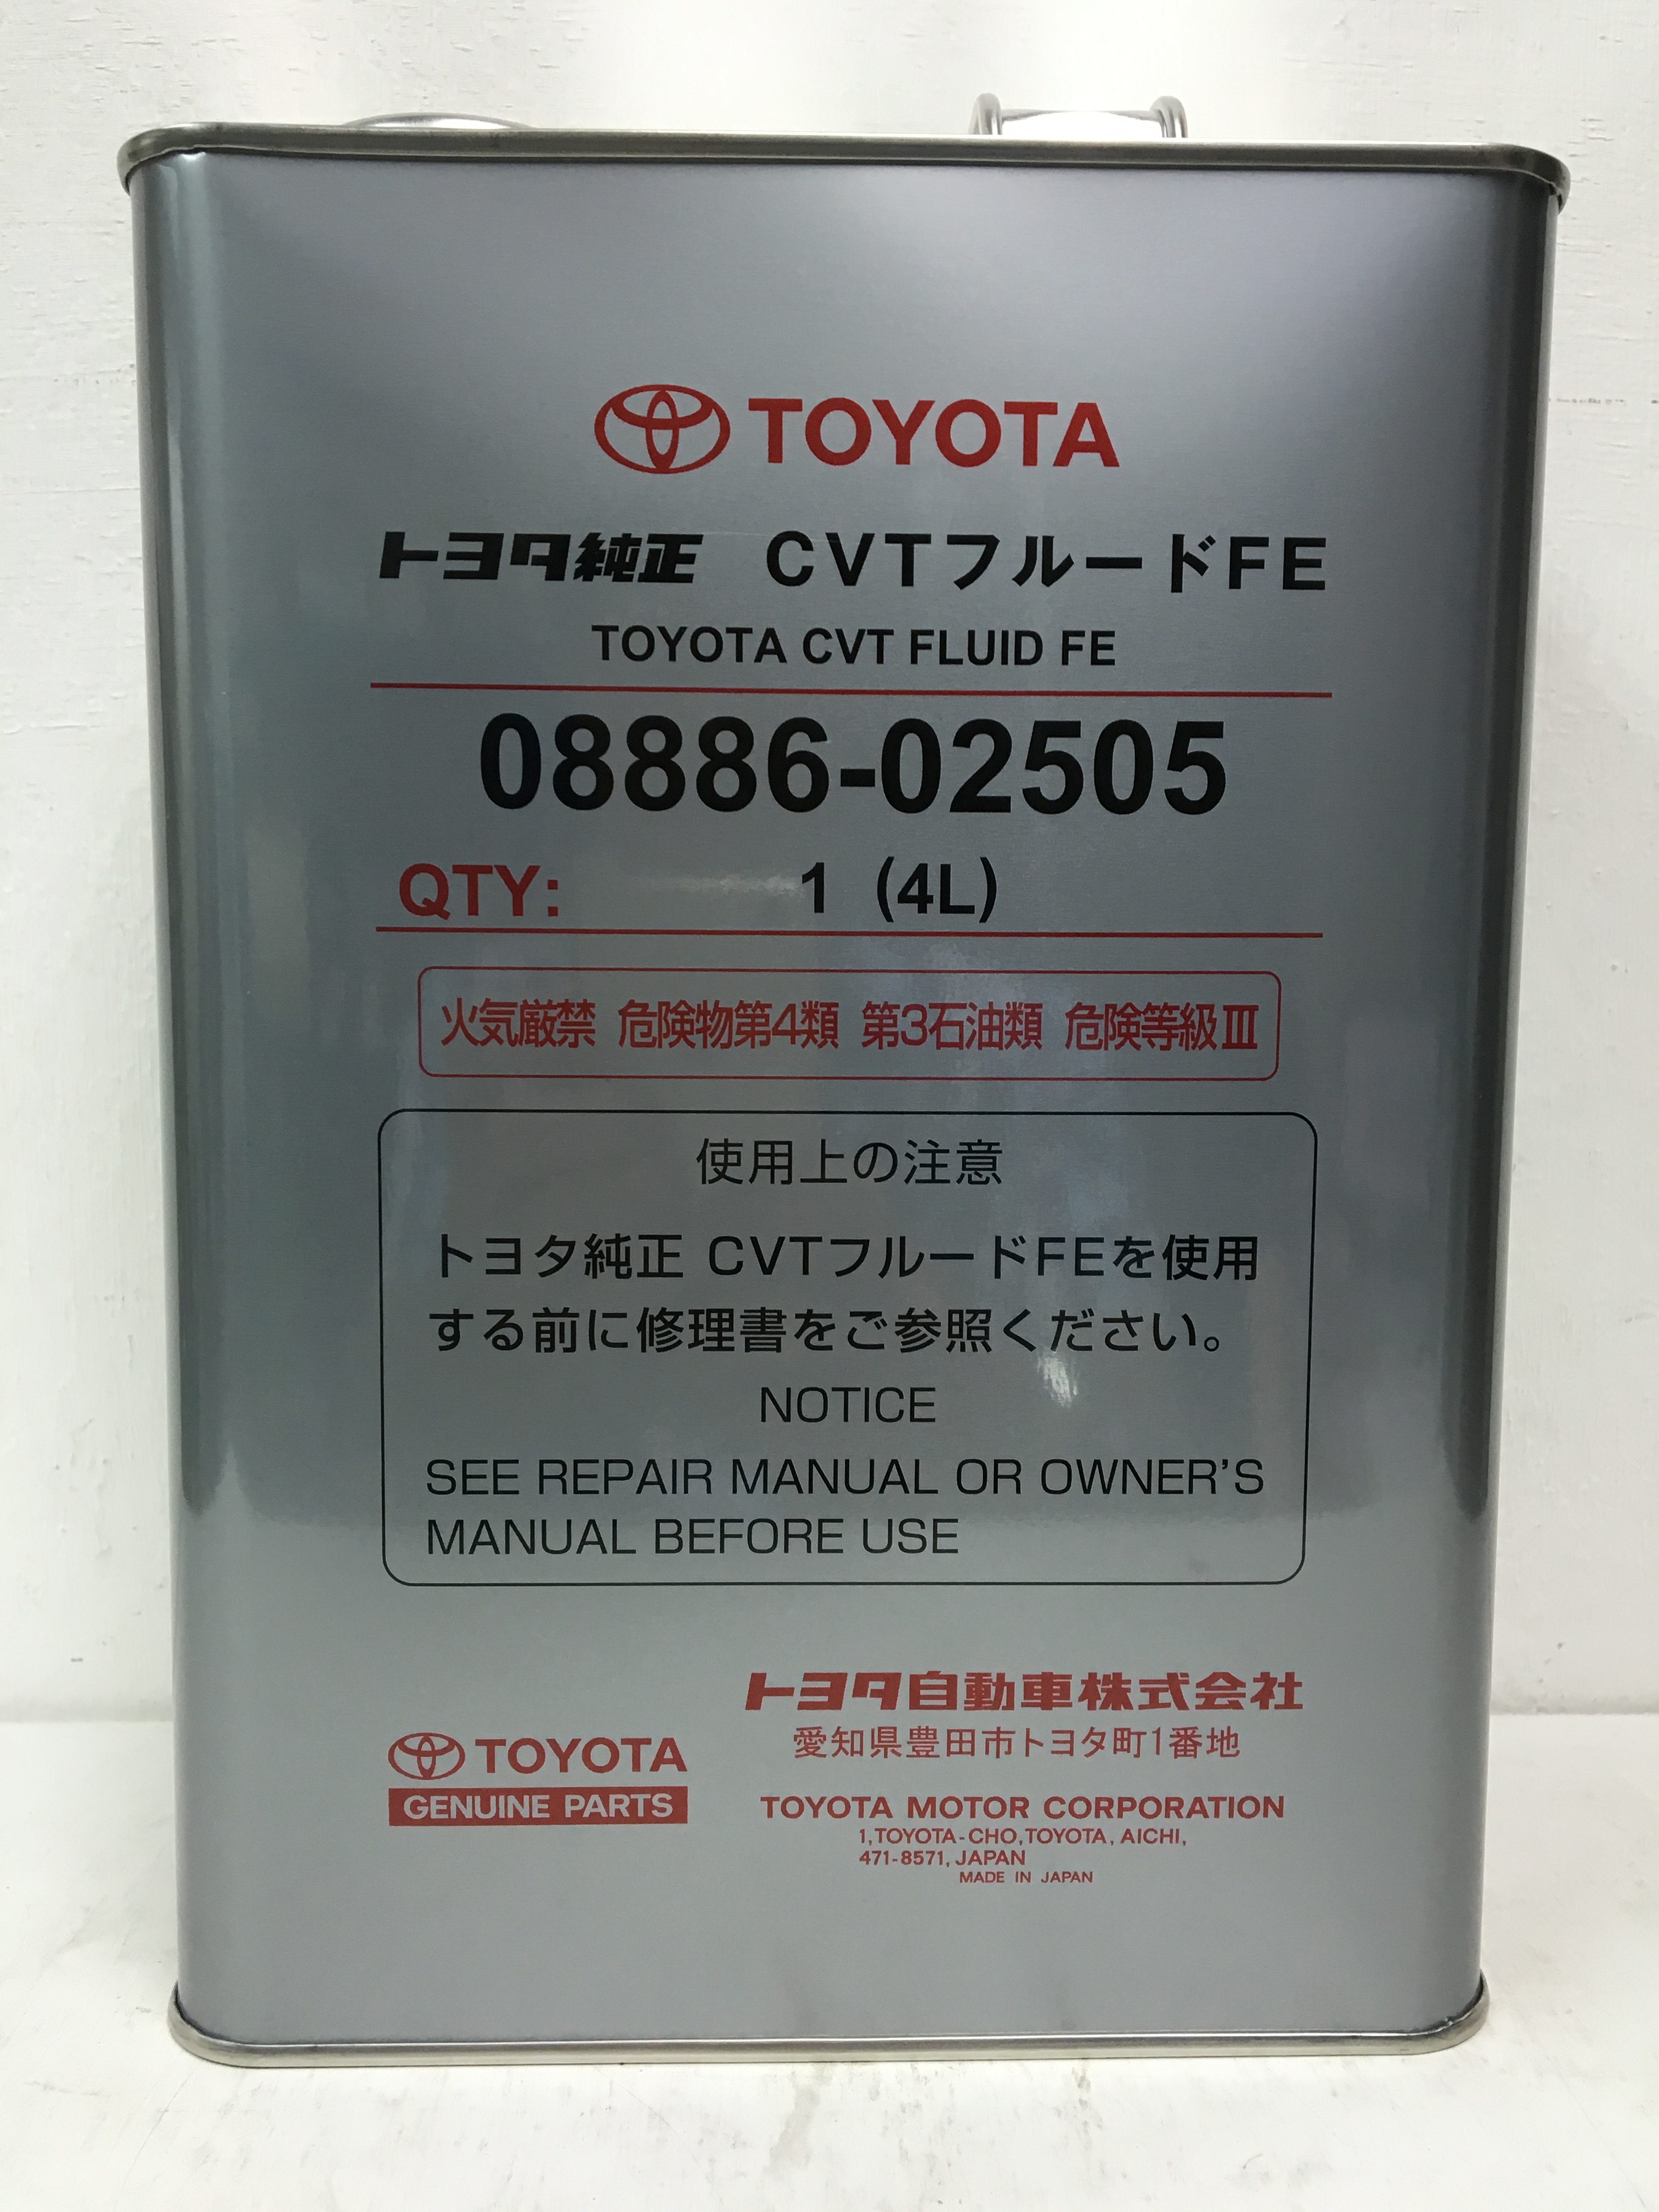 TOYOTA
トヨタ純正 CVTフルードFE
TOYOTA CVT FLUID FE
08886-02505
QTY: 1 (4L)
火気厳禁 危険物第4類 第3石油類 危険等級Ⅲ
使用上の注意
トヨタ純正 CVTフルードFEを使用
する前に修理書をご参照ください。
NOTICE
SEE REPAIR MANUAL OR OWNER'S
MANUAL BEFORE USE
TOYOTA
GENUINE PARTS
トヨタ自動車株式会社
愛知県豊田市トヨタ町1番地
TOYOTA MOTOR CORPORATION
1,TOYOTA-CHO,TOYOTA, AICHI,
471-8571, JAPAN
MADE IN JAPAN